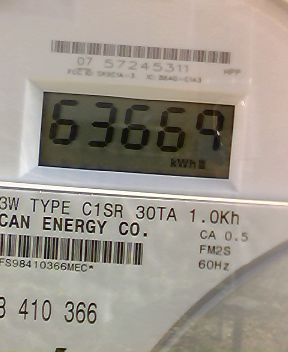 07 57245311
HPP
63669
kWh
3W TYPE C1SR 30TA 1.0Kh
CAN ENERGY CO.
CA 0.5
FM2S
FS98410366MEC*
60Hz
410 366